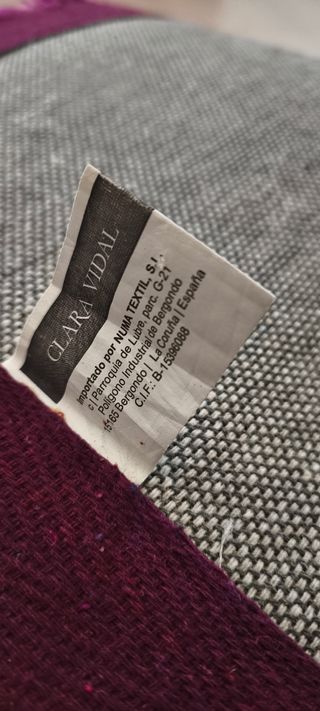 CLARA VIDAL
Importado por NUMA TEXTIL, S.L.
c| Parroquia de Lubre, parc. G-21
Polígono Industrial de Bergondo
15165 Bergondo | La Coruña | España
C.I.F.: B-15396088